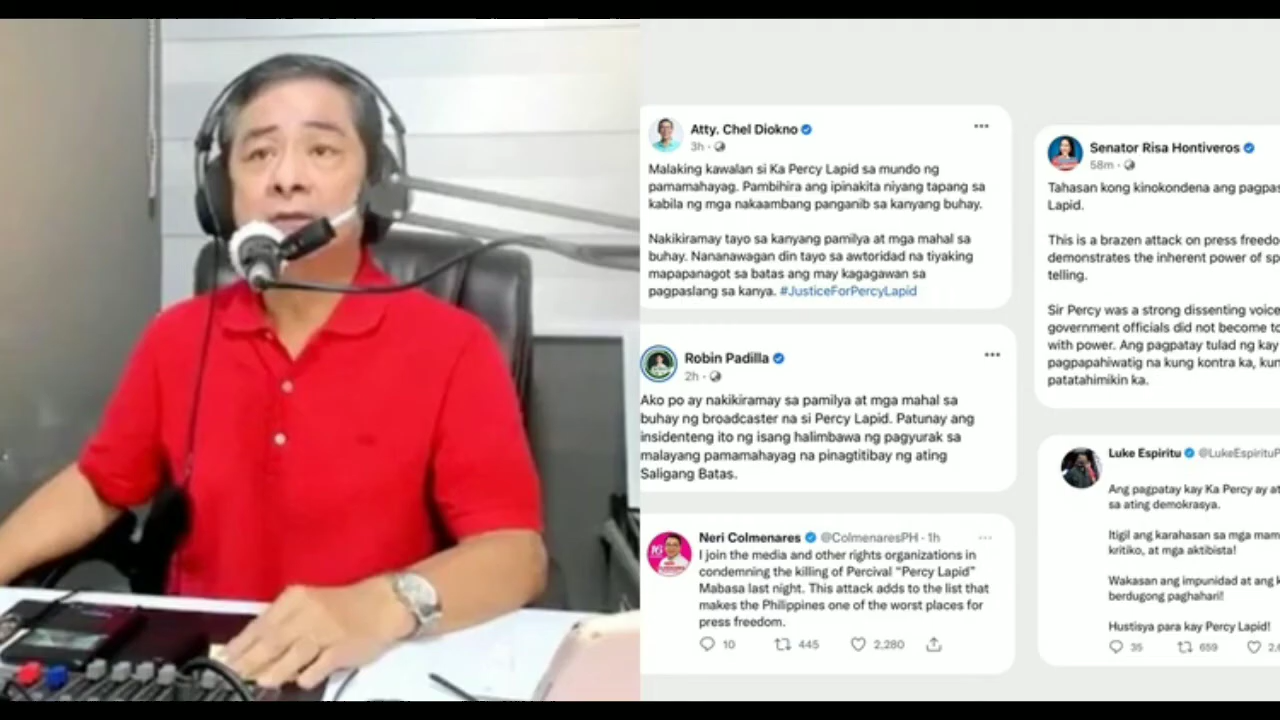 Atty. Chel Diokno
3h
Malaking kawalan si Ka Percy Lapid sa mundo ng
pamamahayag. Pambihira ang ipinakita niyang tapang sa
kabila ng mga nakaambang panganib sa kanyang buhay.
Nakikiramay tayo sa kanyang pamilya at mga mahal sa
buhay. Nananawagan din tayo sa awtoridad na tiyaking
mapapanagot sa batas ang may kagagawan sa
pagpaslang sa kanya. #JusticeForPercyLapid
Robin Padilla
2h
Ako po ay nakikiramay sa pamilya at mga mahal sa
buhay ng broadcaster na si Percy Lapid. Patunay ang
insidenteng ito ng isang halimbawa ng pagyurak sa
malayang pamamahayag na pinagtitibay ng ating
Saligang Batas.
Neri Colmenares @ColmenaresPH · 1h
I join the media and other rights organizations in
condemning the killing of Percival “Percy Lapid”
Mabasa last night. This attack adds to the list that
makes the Philippines one of the worst places for
press freedom.
10 445 2,280
Senator Risa Hontiveros
58m
Tahasan kong kinokondena ang
Lapid.
This is a brazen attack on press
demonstrates the inherent power of
telling.
Sir Percy was a strong dissenting
government officials did not become
with power. Ang pagpatay tulad ng kay
pagpapahiwatig na kung kontra ka,
patatahimikin ka.
Luke Espiritu
Ang pagpatay kay Ka Percy ay
sa ating demokrasya.
Itigil ang karahasan sa mga
kritiko, at mga aktibista!
Wakasan ang impunidad at ang
berdugong paghahari!
Hustisya para kay Percy Lapid!
35 659